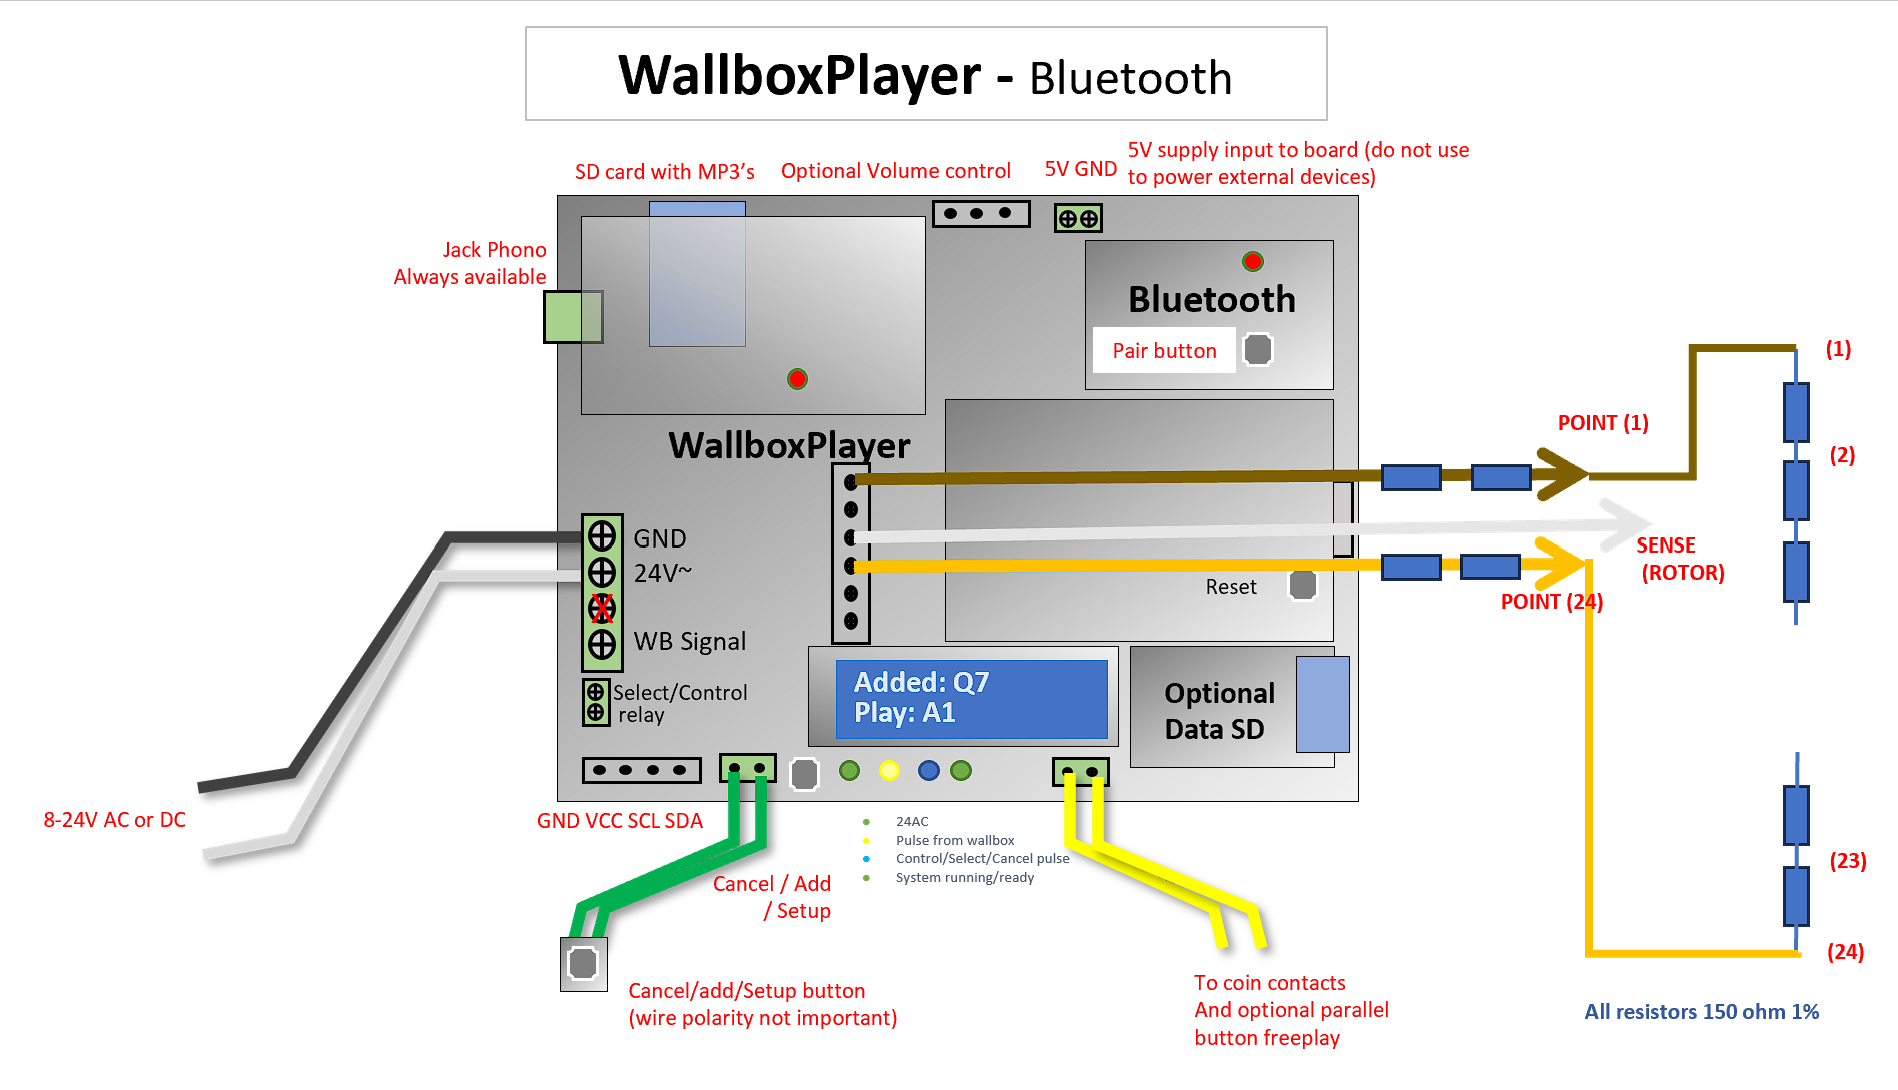 WallboxPlayer - Bluetooth
SD card with MP3's
Optional Volume control
5V GND
5V supply input to board (do not use
to power external devices)
Jack Phono
Always available
Bluetooth
Pair button
WallboxPlayer
(1)
POINT (1)
(2)
GND
24V~
X
WB Signal
SENSE
(ROTOR)
POINT (24)
Reset
Select/Control
relay
Added: Q7
Play: A1
Optional
Data SD
8-24V AC or DC
GND VCC SCL SDA
24AC
Pulse from wallbox
Control/Select/Cancel pulse
System running/ready
Cancel / Add
/ Setup
(23)
(24)
Cancel/add/Setup button
(wire polarity not important)
To coin contacts
And optional parallel
button freeplay
All resistors 150 ohm 1%